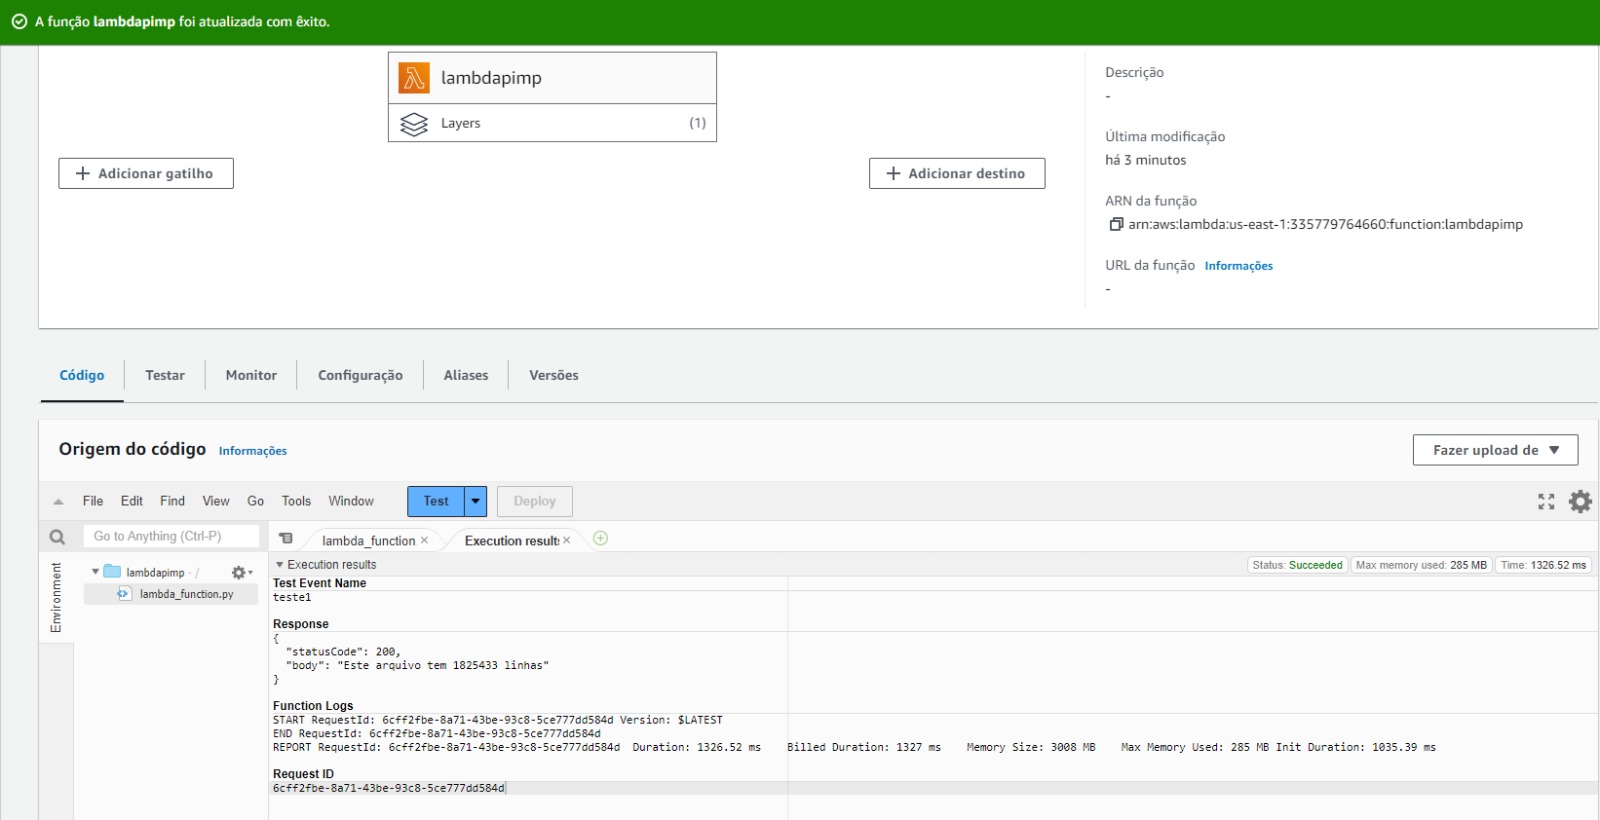 A função lambdapimp foi atualizada com êxito.
lambdapimp
Layers (1)
+ Adicionar gatilho
+ Adicionar destino
Descrição
-
Última modificação
há 3 minutos
ARN da função
arn:aws:lambda:us-east-1:335779764660:function:lambdapimp
URL da função Informações
-
Código Testar Monitor Configuração Aliases Versões
Origem do código Informações
Fazer upload de
File Edit Find View Go Tools Window Test Deploy
Go to Anything (Ctrl-P)
lambda_function Execution results
Environment
lambdapimp - /
lambda_function.py
Execution results
Status: Succeeded Max memory used: 285 MB Time: 1326.52 ms
Test Event Name
teste1
Response
{
"statusCode": 200,
"body": "Este arquivo tem 1825433 linhas"
}
Function Logs
START RequestId: 6cff2fbe-8a71-43be-93c8-5ce777dd584d Version: $LATEST
END RequestId: 6cff2fbe-8a71-43be-93c8-5ce777dd584d
REPORT RequestId: 6cff2fbe-8a71-43be-93c8-5ce777dd584d Duration: 1326.52 ms Billed Duration: 1327 ms Memory Size: 3008 MB Max Memory Used: 285 MB Init Duration: 1035.39 ms
Request ID
6cff2fbe-8a71-43be-93c8-5ce777dd584d